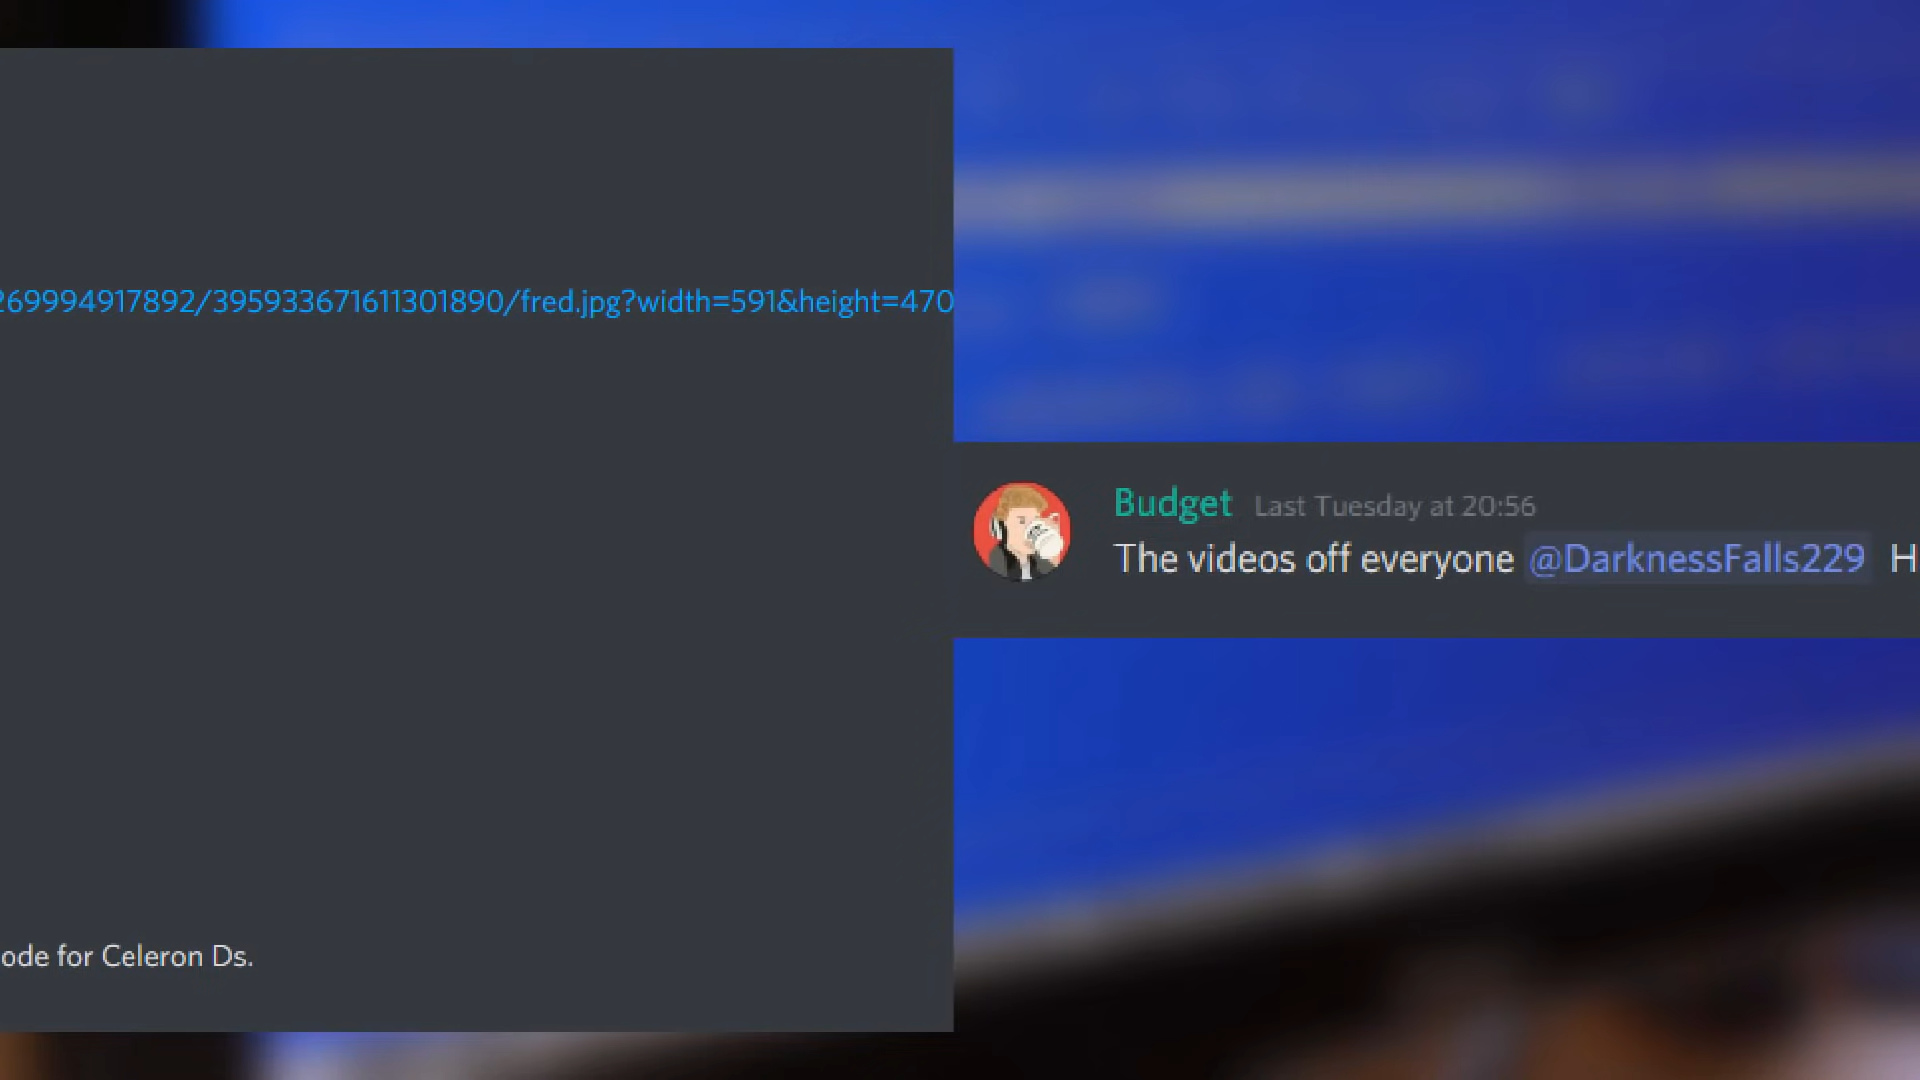 269994917892/395933671611301890/fred.jpg?width=591&height=470
ode for Celeron Ds.
Budget Last Tuesday at 20:56
The videos off everyone @DarknessFalls229 H